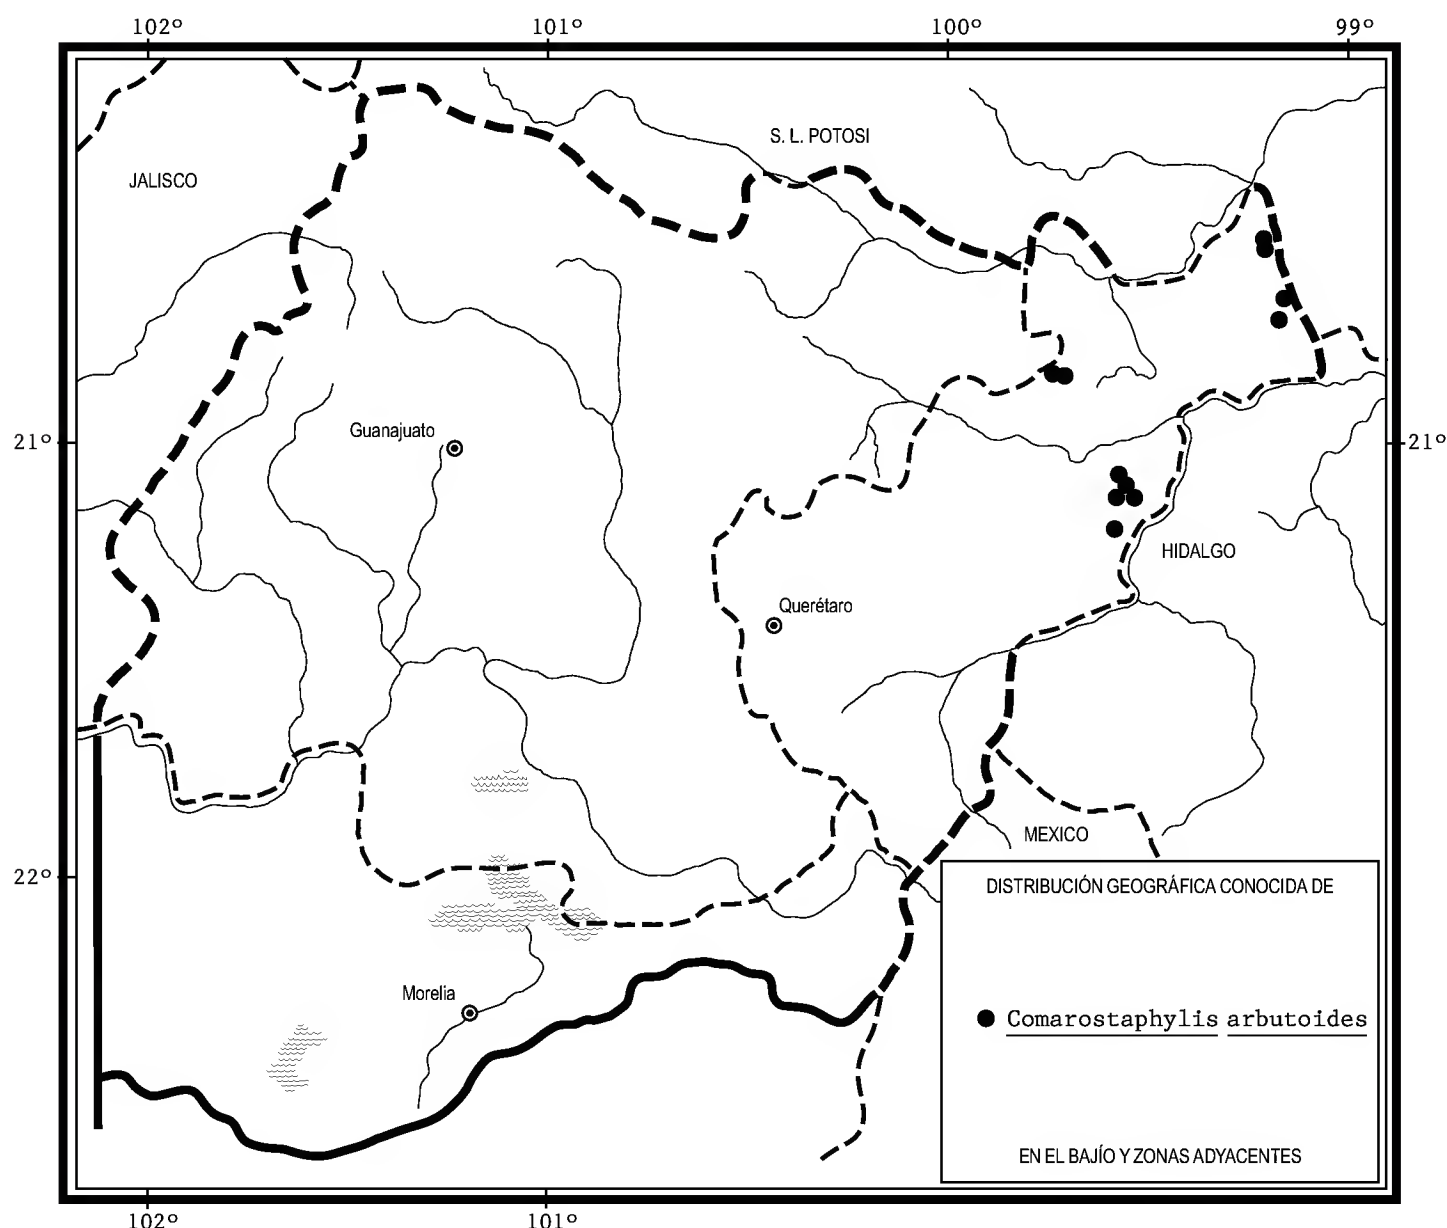 102º 101º 100º 99º
S. L. POTOSI
JALISCO
Guanajuato
21º 21º
HIDALGO
Querétaro
MEXICO
22º
DISTRIBUCIÓN GEOGRÁFICA CONOCIDA DE
Morelia
Comarostaphylis arbutoides
EN EL BAJÍO Y ZONAS ADYACENTES
102º 101º